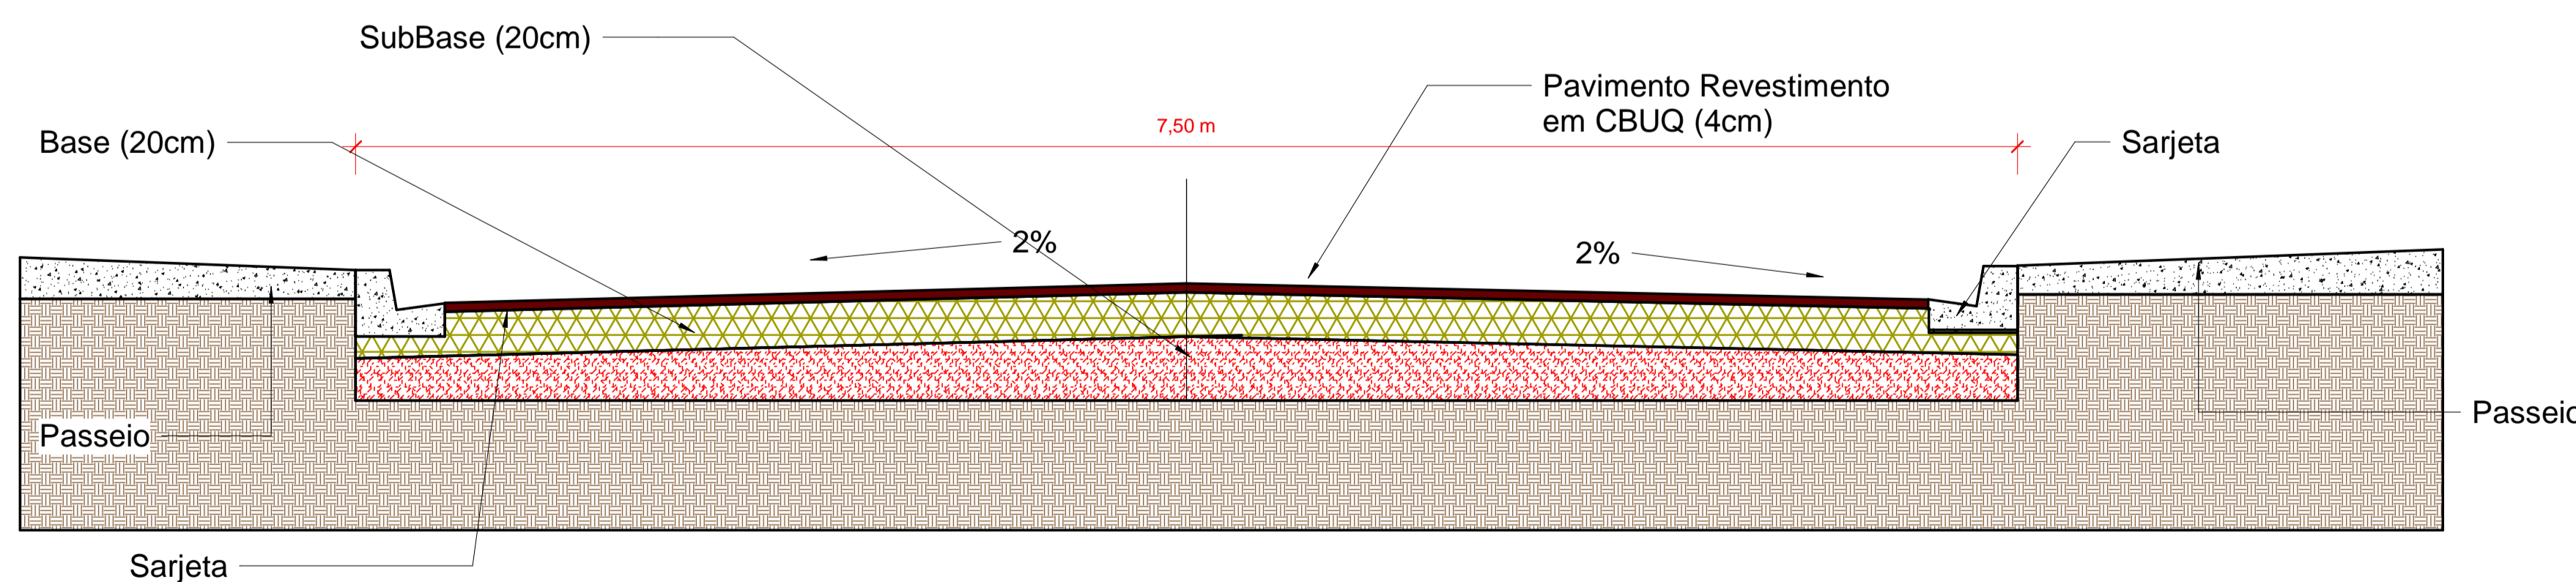 SubBase (20cm)
Pavimento Revestimento
em CBUQ (4cm)
7,50 m
Base (20cm)
Sarjeta
2%
2%
Passeio
Passeio
Sarjeta